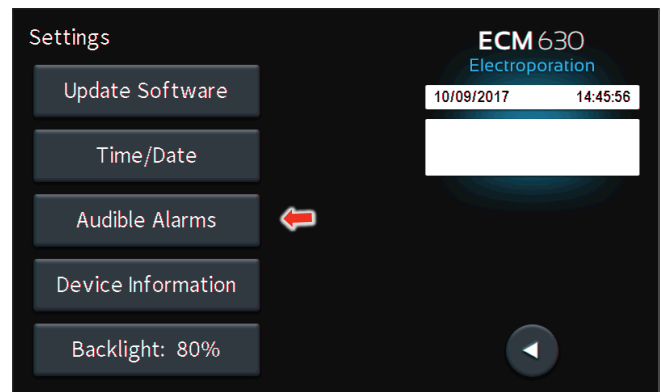 Settings
ECM 630
Electroporation
Update Software
10/09/2017 14:45:56
Time/Date
Audible Alarms
Device Information
Backlight: 80%